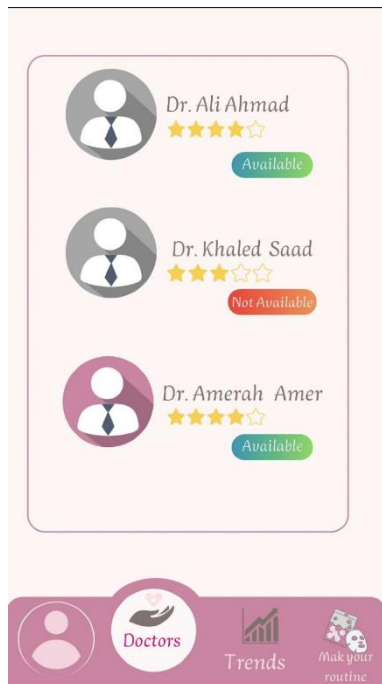 Dr. Ali Ahmad
Available
Dr. Khaled Saad
Not Available
Dr. Amerah Amer
Available
Doctors
Trends
Mak your
routine